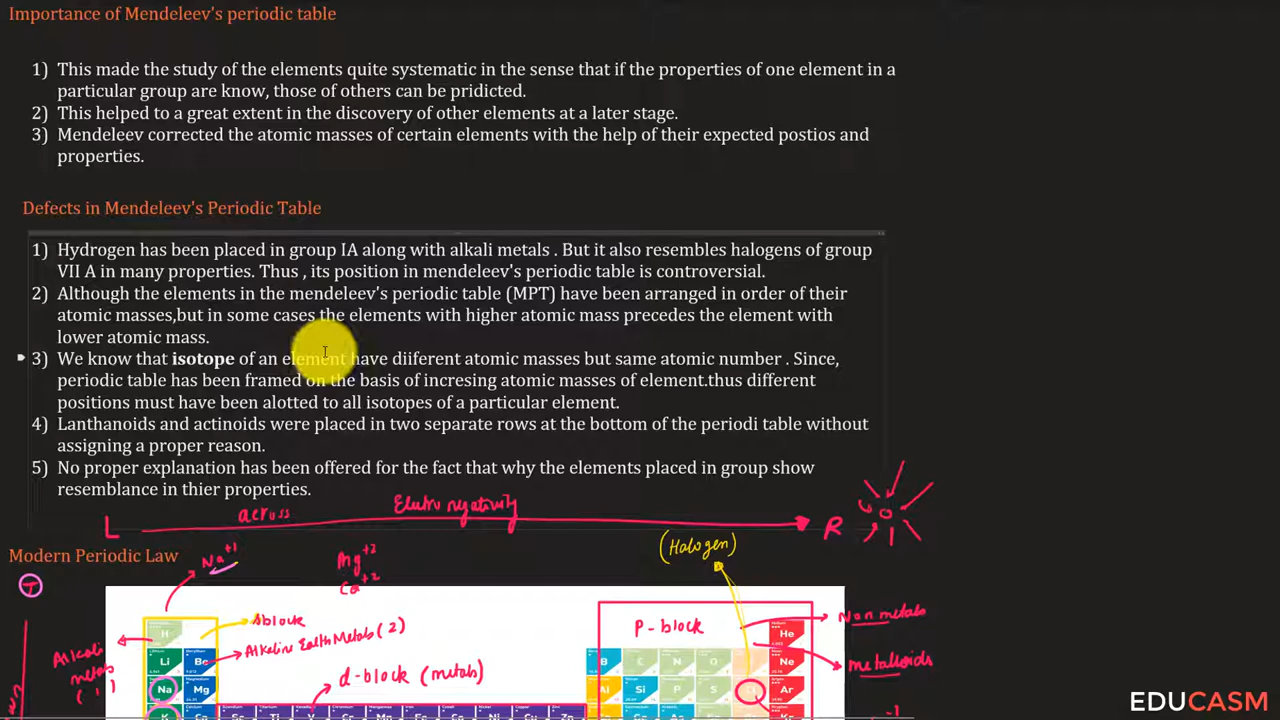 Importance of Mendeleev's periodic table
1) This made the study of the elements quite systematic in the sense that if the properties of one element in a
particular group are know, those of others can be pridicted.
2) This helped to a great extent in the discovery of other elements at a later stage.
3) Mendeleev corrected the atomic masses of certain elements with the help of their expected postios and
properties.
Defects in Mendeleev's Periodic Table
1) Hydrogen has been placed in group IA along with alkali metals . But it also resembles halogens of group
VII A in many properties. Thus , its position in mendeleev's periodic table is controversial.
2) Although the elements in the mendeleev's periodic table (MPT) have been arranged in order of their
atomic masses,but in some cases the elements with higher atomic mass precedes the element with
lower atomic mass.
3) We know that isotope of an element have diiferent atomic masses but same atomic number . Since,
periodic table has been framed on the basis of incresing atomic masses of element.thus different
positions must have been alotted to all isotopes of a particular element.
4) Lanthanoids and actinoids were placed in two separate rows at the bottom of the periodi table without
assigning a proper reason.
5) No proper explanation has been offered for the fact that why the elements placed in group show
resemblance in thier properties.
L across Electro negativity R
Modern Periodic Law
Na+1 Mg+2 (Halogen)
Ca+2
H Sblock P-block He Non metals
Alkaline Earth Metals (2)
Li Be B C N O Ne metalloids
Na Mg d-block (metals) Al Si P S Cl Ar
EDUCASM